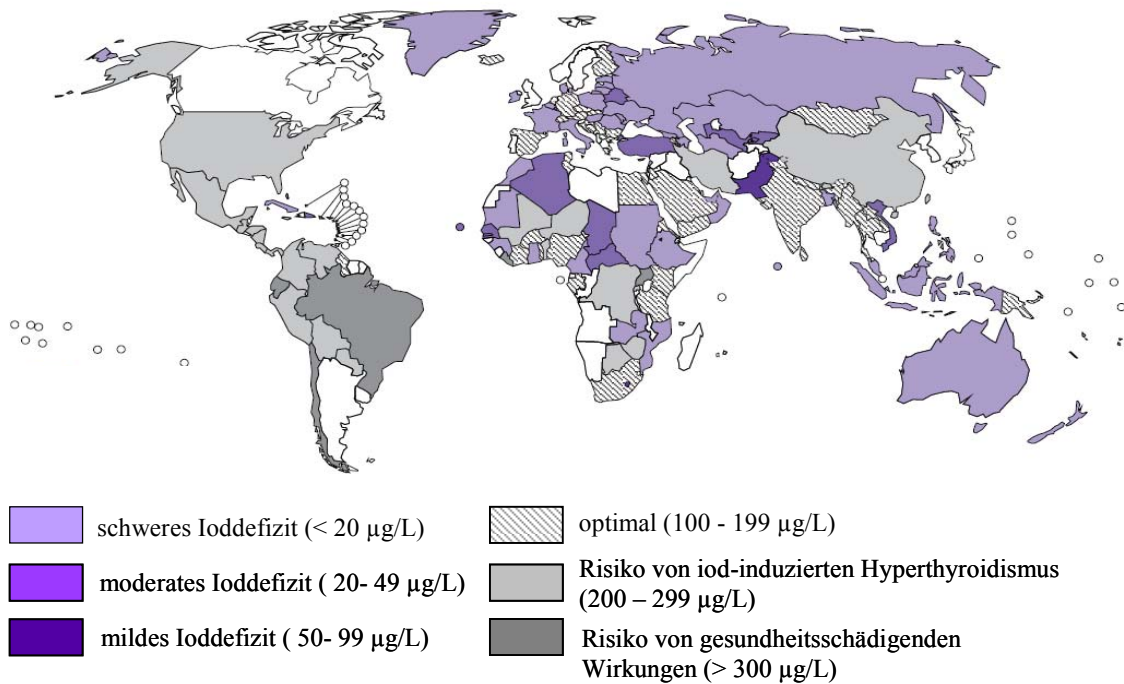 schweres Ioddefizit (< 20 µg/L)
moderates Ioddefizit ( 20- 49 µg/L)
mildes Ioddefizit ( 50- 99 µg/L)
optimal (100 - 199 µg/L)
Risiko von iod-induzierten Hyperthyroidismus
(200 – 299 µg/L)
Risiko von gesundheitsschädigenden
Wirkungen (> 300 µg/L)